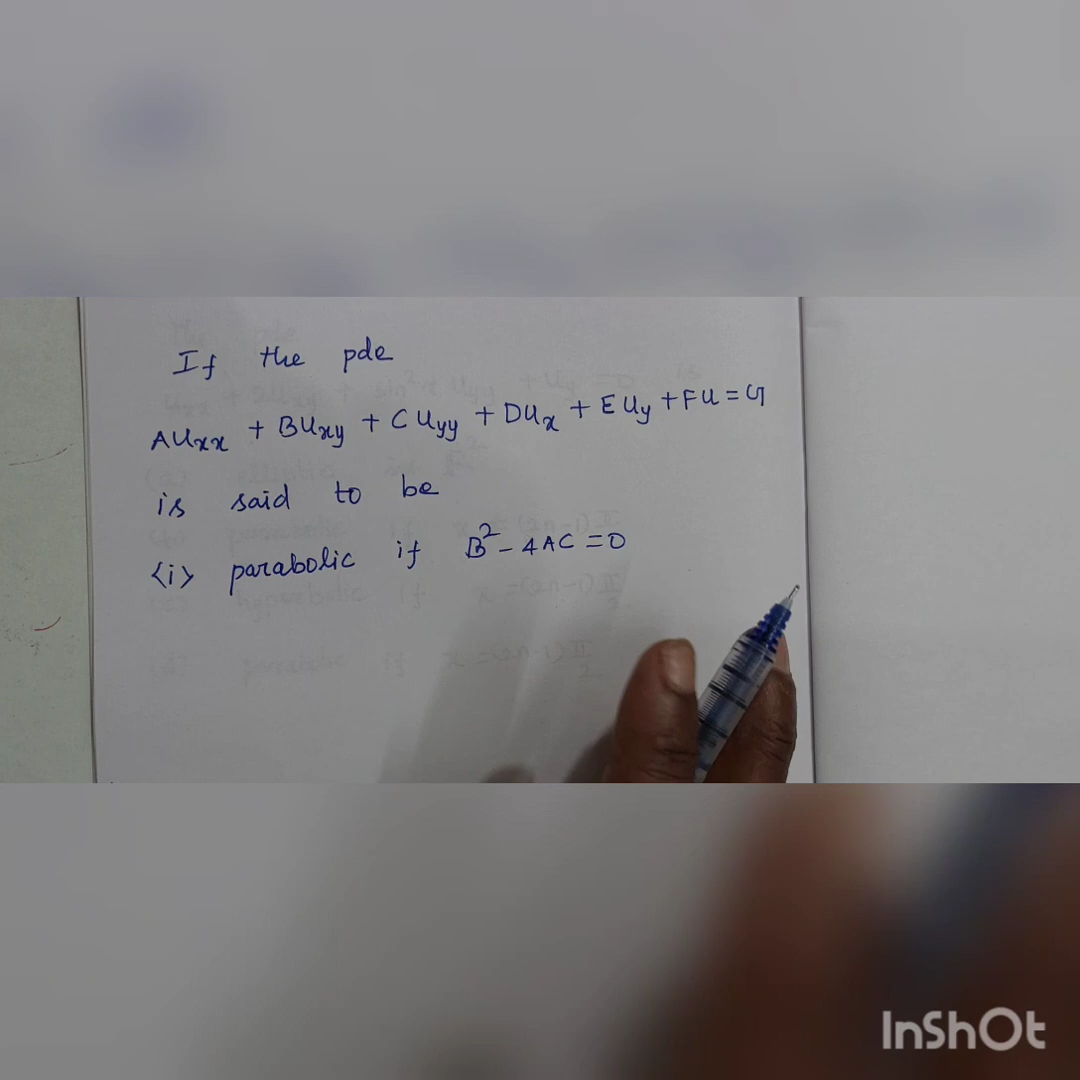 If the pde
AUxx + BUxy + CUyy + DUx + EUy + FU = G
is said to be
<i> parabolic if B² - 4AC = 0
InShOt